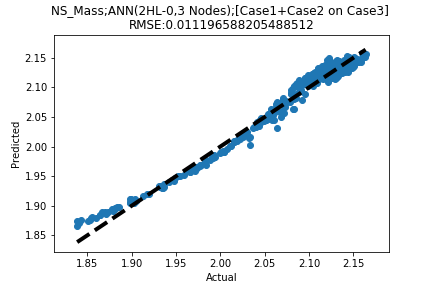 NS_Mass;ANN(2HL-0,3 Nodes);[Case1+Case2 on Case3]
RMSE:0.011196588205488512
2.15
2.10
2.05
2.00
1.95
1.90
1.85
Predicted
1.85 1.90 1.95 2.00 2.05 2.10 2.15
Actual